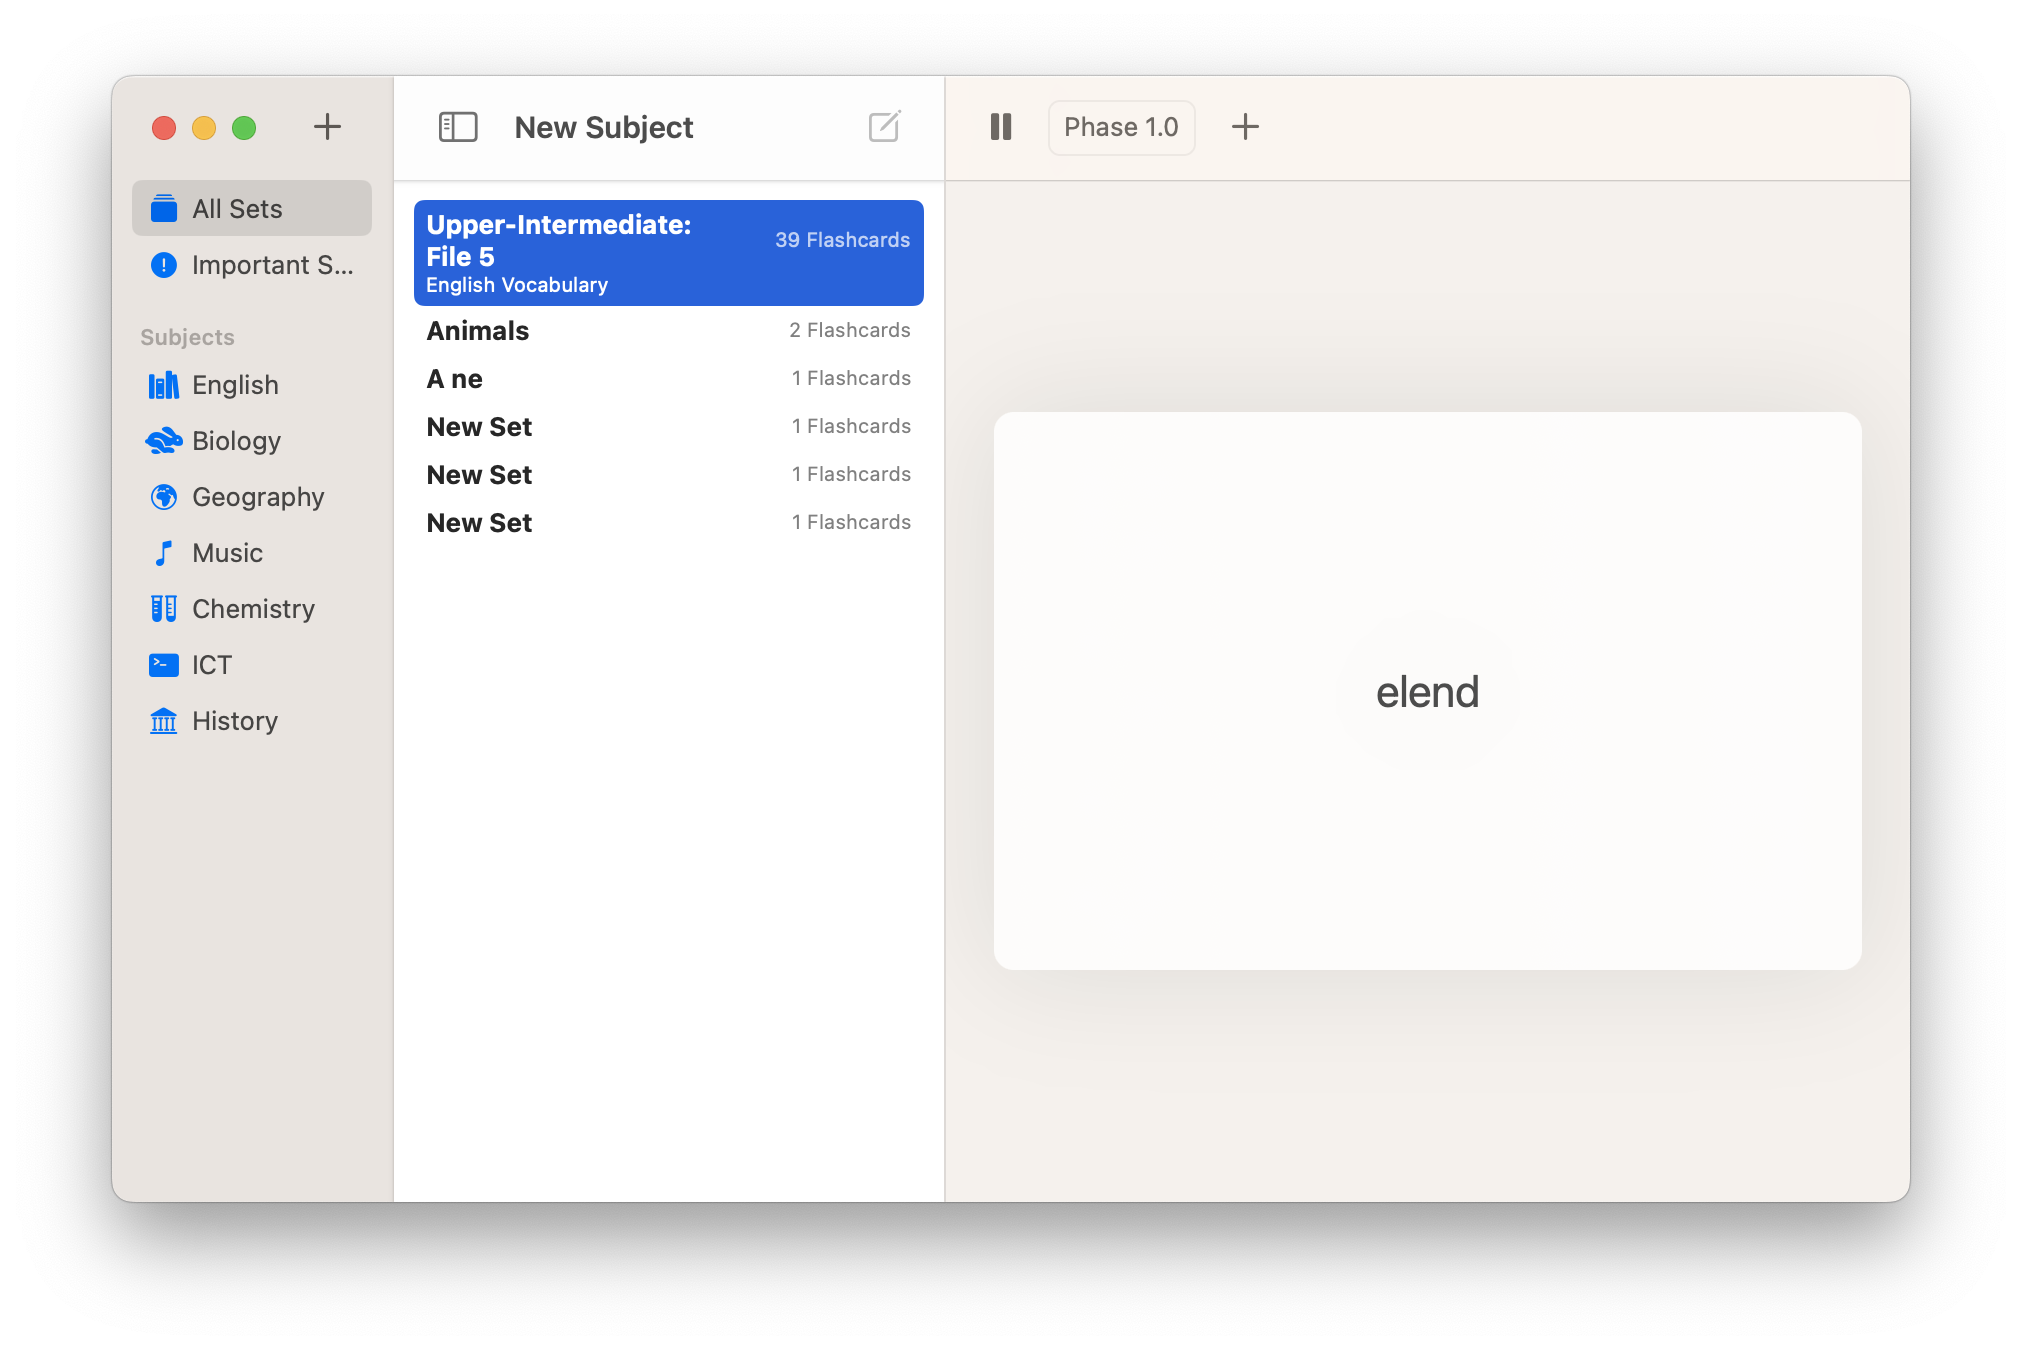 All Sets
Important S...
Subjects
English
Biology
Geography
Music
Chemistry
ICT
History
New Subject
Upper-Intermediate:
File 5
39 Flashcards
English Vocabulary
Animals
2 Flashcards
A ne
1 Flashcards
New Set
1 Flashcards
New Set
1 Flashcards
New Set
1 Flashcards
Phase 1.0
elend